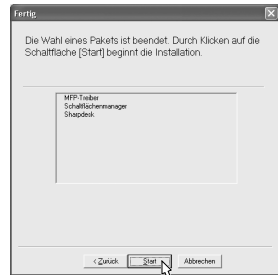 Fertig
Die Wahl eines Pakets ist beendet. Durch Klicken auf die
Schaltfläche [Start] beginnt die Installation.
MFP-Treiber
Schaltflächenmanager
Sharpdesk
< Zurück
Start
Abbrechen